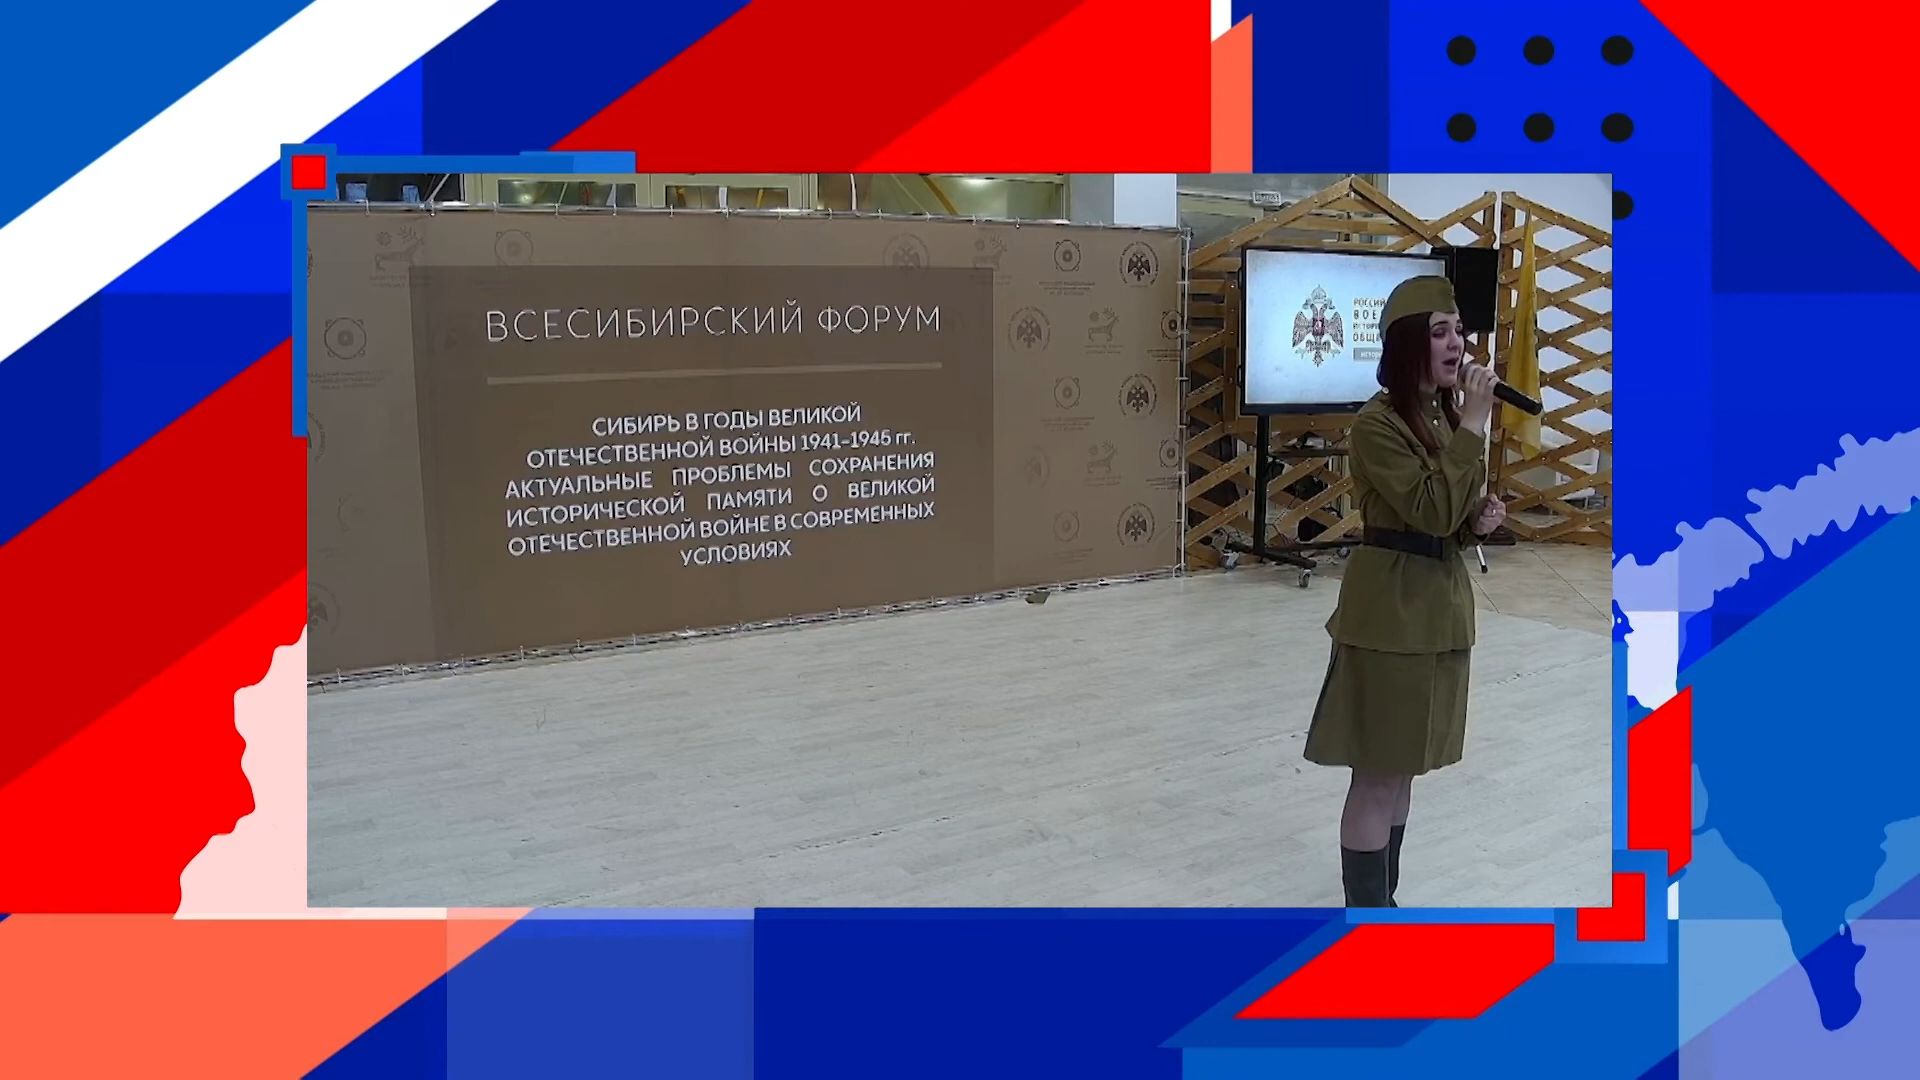 ВСЕСИБИРСКИЙ ФОРУМ
СИБИРЬ В ГОДЫ ВЕЛИКОЙ
ОТЕЧЕСТВЕННОЙ ВОЙНЫ 1941-1945 гг.
АКТУАЛЬНЫЕ ПРОБЛЕМЫ СОХРАНЕНИЯ
ИСТОРИЧЕСКОЙ ПАМЯТИ О ВЕЛИКОЙ
ОТЕЧЕСТВЕННОЙ ВОЙНЕ В СОВРЕМЕННЫХ
УСЛОВИЯХ